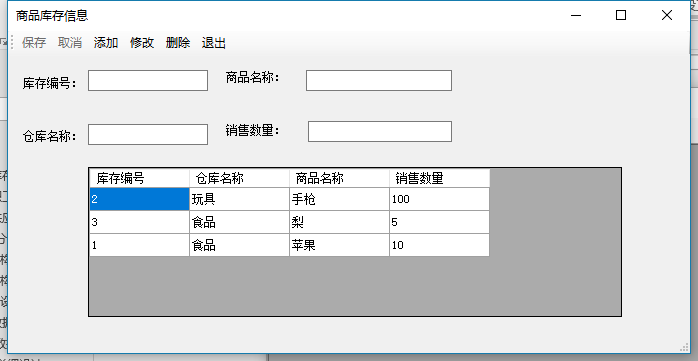 商品库存信息
保存 取消 添加 修改 删除 退出
库存编号: 商品名称:
仓库名称: 销售数量:
库存编号 仓库名称 商品名称 销售数量
2 玩具 手枪 100
3 食品 梨 5
1 食品 苹果 10